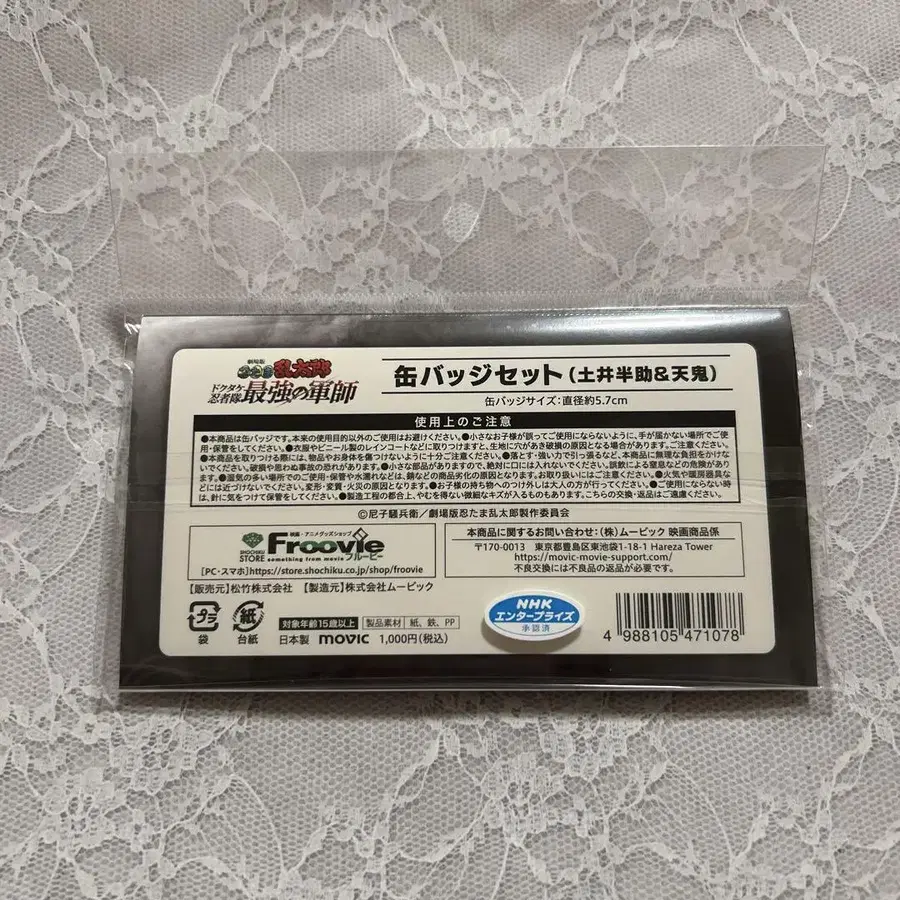 劇場版
忍たま乱太郎
ドクタケ忍者隊最強の軍師
缶バッジセット(土井半助&天鬼)
缶バッジサイズ:直径約5.7cm
使用上のご注意
●本商品は缶バッジです。本来の使用目的以外のご使用はお避けください。●小さなお子様が誤ってご使用にならないように、手が届かない場所でご
使用・保管をしてください。●衣服やビニール製のレインコートなどに取りつけますと、生地に穴があき破損の原因となる場合がありますのでご注意ください。
●本商品を取りつける際には、物品やお身体を傷つけないように十分ご注意ください。●落とす・強い力で引っ張るなど、本商品に無理な負担をかけな
いでください。破損や思わぬ事故の恐れがあります。●小さな部品がありますので、絶対に口には入れないでください。誤飲による窒息などの危険があ
ります。●湿気の多い場所でのご使用・保管や水濡れなどは、錆などの商品劣化の原因となります。お取り扱いにはご注意ください。●火気や暖房器具な
どには近づけないでください。変形・変質・火災の原因となります。●お子様の持ち物へのつけ外しは大人の方が行ってください。●ご使用にならない時
は、針に気をつけて保管をしてください。●製造工程の都合上、やむを得ない微細なキズが入るものもあります。こちらの交換・返品はご遠慮ください。
©尼子騒兵衛/劇場版忍たま乱太郎製作委員会
SHOCHIKU STORE
映画・アニメグッズショップ
Froovie フルービー
something from movie
[PC・スマホ]https://store.shochiku.co.jp/shop/froovie
本商品に関するお問い合わせ:(株)ムービック 映画商品係
〒170-0013 東京都豊島区東池袋1-18-1 Hareza Tower
https://movic-movie-support.com/
不良交換には不良品の返品が必要です。
【販売元】松竹株式会社 【製造元】株式会社ムービック
プラ
袋
紙
台紙
対象年齢15歳以上
製品素材 紙、鉄、PP
日本製 movic 1,000円(税込)
NHK
エンタープライズ
承認済
4 988105 471078